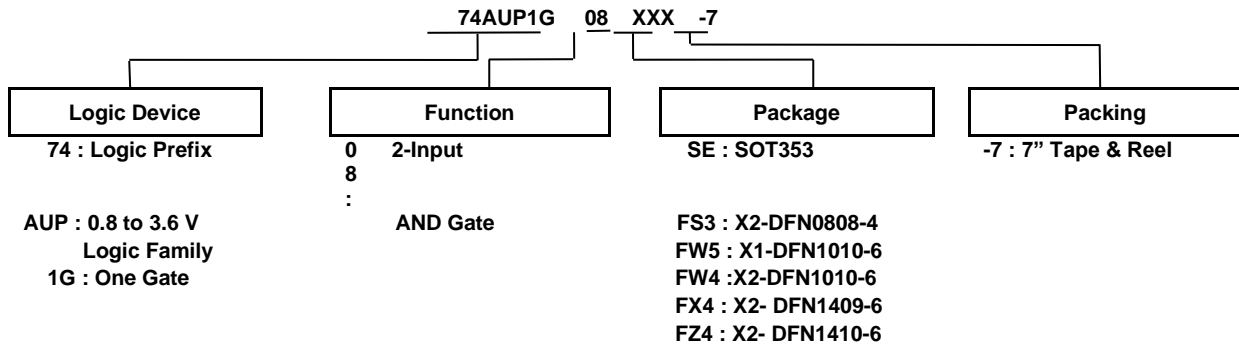 74AUP1G 08 XXX -7
Logic Device
Function
Package
Packing
74 : Logic Prefix
AUP : 0.8 to 3.6 V
Logic Family
1G : One Gate
0
8
:
2-Input
AND Gate
SE : SOT353
FS3 : X2-DFN0808-4
FW5 : X1-DFN1010-6
FW4 :X2-DFN1010-6
FX4 : X2- DFN1409-6
FZ4 : X2- DFN1410-6
-7 : 7” Tape & Reel